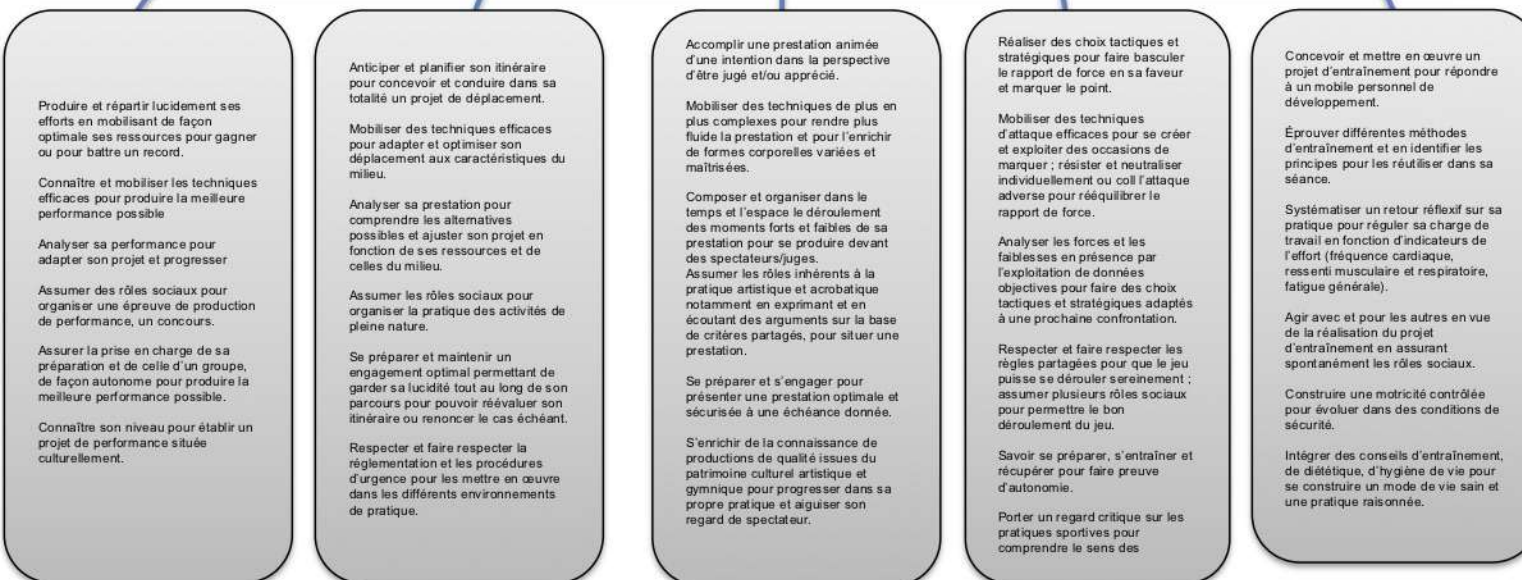 Produire et répartir lucidement ses
efforts en mobilisant de façon
optimale ses ressources pour gagner
ou pour battre un record.
Connaître et mobiliser les techniques
efficaces pour produire la meilleure
performance possible
Analyser sa performance pour
adapter son projet et progresser
Assumer des rôles sociaux pour
organiser une épreuve de production
de performance, un concours.
Assurer la prise en charge de sa
préparation et de celle d'un groupe,
de façon autonome pour produire la
meilleure performance possible.
Connaître son niveau pour établir un
projet de performance située
culturellement.
Anticiper et planifier son itinéraire
pour concevoir et conduire dans sa
totalité un projet de déplacement.
Mobiliser des techniques efficaces
pour adapter et optimiser son
déplacement aux caractéristiques du
milieu.
Analyser sa prestation pour
comprendre les alternatives
possibles et ajuster son projet en
fonction de ses ressources et de
celles du milieu.
Assumer les rôles sociaux pour
organiser la pratique des activités de
pleine nature.
Se préparer et maintenir un
engagement optimal permettant de
garder sa lucidité tout au long de son
parcours pour pouvoir réévaluer son
itinéraire ou renoncer le cas échéant.
Respecter et faire respecter la
réglementation et les procédures
d'urgence pour les mettre en œuvre
dans les différents environnements
de pratique.
Accomplir une prestation animée
d'une intention dans la perspective
d'être jugé et/ou apprécié.
Mobiliser des techniques de plus en
plus complexes pour rendre plus
fluide la prestation et pour l'enrichir
de formes corporelles variées et
maîtrisées.
Composer et organiser dans le
temps et l'espace le déroulement
des moments forts et faibles de sa
prestation pour se produire devant
des spectateurs/juges.
Assumer les rôles inhérents à la
pratique artistique et acrobatique
notamment en exprimant et en
écoutant des arguments sur la base
de critères partagés, pour situer une
prestation.
Se préparer et s'engager pour
présenter une prestation optimale et
sécurisée à une échéance donnée.
S'enrichir de la connaissance de
productions de qualité issues du
patrimoine culturel artistique et
gymnique pour progresser dans sa
propre pratique et aiguiser son
regard de spectateur.
Réaliser des choix tactiques et
stratégiques pour faire basculer
le rapport de force en sa faveur
et marquer le point.
Mobiliser des techniques
d'attaque efficaces pour se créer
et exploiter des occasions de
marquer ; résister et neutraliser
individuellement ou coll l'attaque
adverse pour rééquilibrer le
rapport de force.
Analyser les forces et les
faiblesses en présence par
l'exploitation de données
objectives pour faire des choix
tactiques et stratégiques adaptés
à une prochaine confrontation.
Respecter et faire respecter les
règles partagées pour que le jeu
puisse se dérouler sereinement ;
assumer plusieurs rôles sociaux
pour permettre le bon
déroulement du jeu.
Savoir se préparer, s'entraîner et
récupérer pour faire preuve
d'autonomie.
Porter un regard critique sur les
pratiques sportives pour
comprendre le sens des
Concevoir et mettre en œuvre un
projet d'entraînement pour répondre
à un mobile personnel de
développement.
Éprouver différentes méthodes
d'entraînement et en identifier les
principes pour les réutiliser dans sa
séance.
Systématiser un retour réflexif sur sa
pratique pour réguler sa charge de
travail en fonction d'indicateurs de
l'effort (fréquence cardiaque,
ressenti musculaire et respiratoire,
fatigue générale).
Agir avec et pour les autres en vue
de la réalisation du projet
d'entraînement en assurant
spontanément les rôles sociaux.
Construire une motricité contrôlée
pour évoluer dans des conditions de
sécurité.
Intégrer des conseils d'entraînement,
de diététique, d'hygiène de vie pour
se construire un mode de vie sain et
une pratique raisonnée.